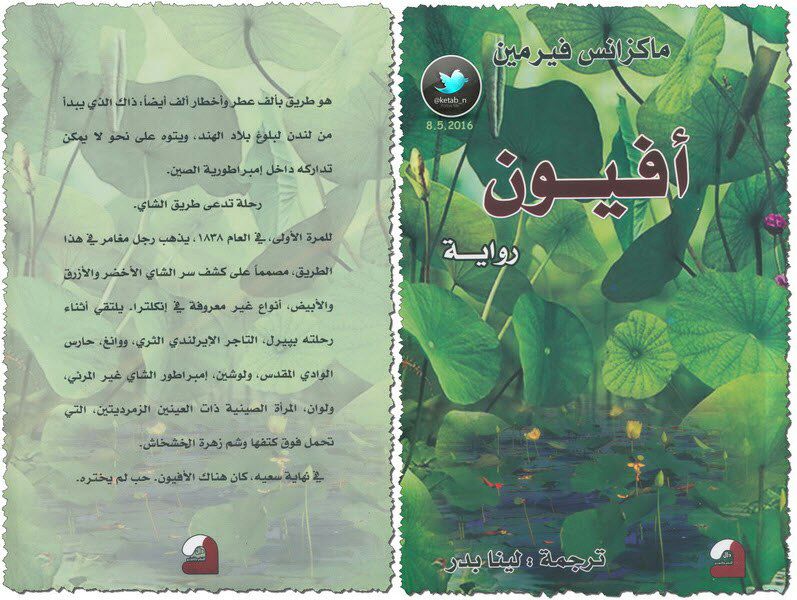 ماكزانس فيرمين
@ketab_n
8.5.2016
أفيـون
روايـة
ترجمة : لينا بدر
هو طريق بألف عطر وأخطار ألف أيضاً؛ ذاك الذي يبدأ
من لندن لبلوغ بلاد الهند، ويتوه على نحو لا يمكن
تداركه داخل إمبراطورية الصين.
رحلة تدعى طريق الشاي.
للمرة الأولى، في العام ١٨٣٨، يذهب رجل مغامر في هذا
الطريق، مصمماً على كشف سر الشاي الأخضر والأزرق
والأبيض، أنواع غير معروفة في إنكلترا. يلتقي أثناء
رحلته ببيرل، التاجر الإيرلندي الثري، ووانغ، حارس
الوادي المقدس، ولوشين، إمبراطور الشاي غير المرئي،
ولوان، المرأة الصينية ذات العينين الزمرديتين، التي
تحمل فوق كتفها وشم زهرة الخشخاش.
في نهاية سعيه، كان هناك الأفيون. حب لم يختره.